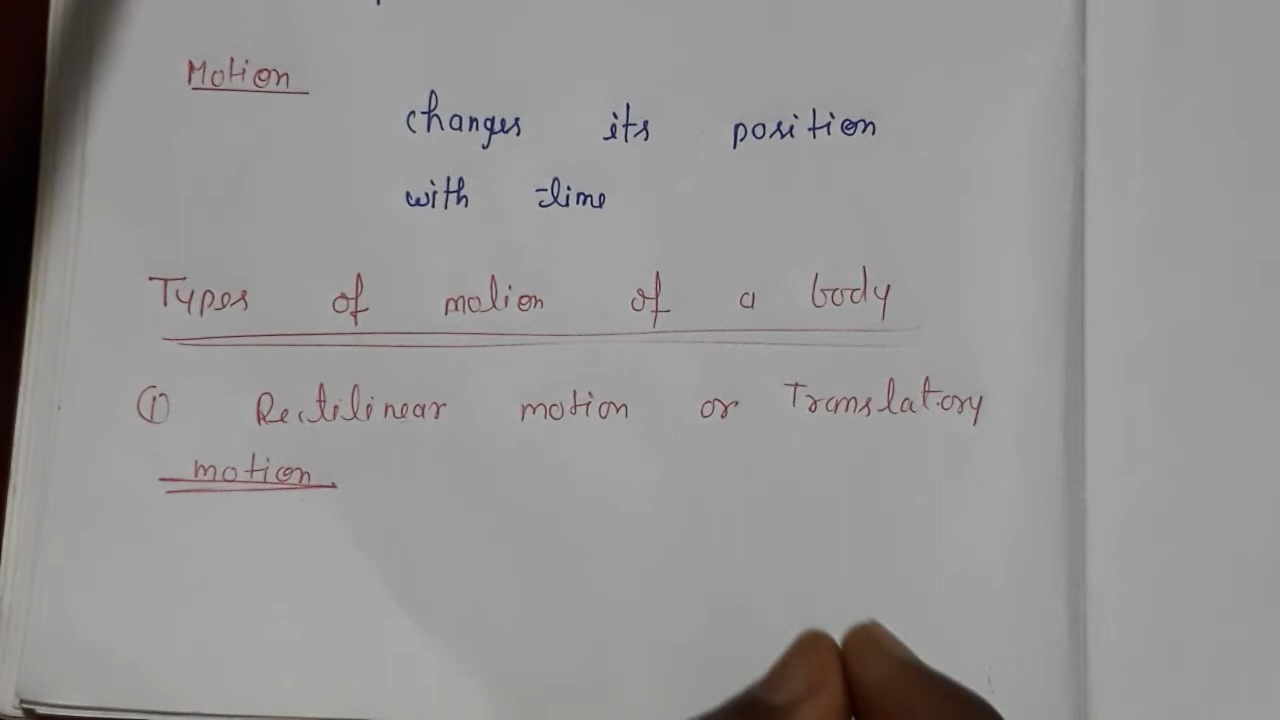 Motion
changes its position
with time
Types of motion of a body
① Rectilinear motion or Translatory
motion.